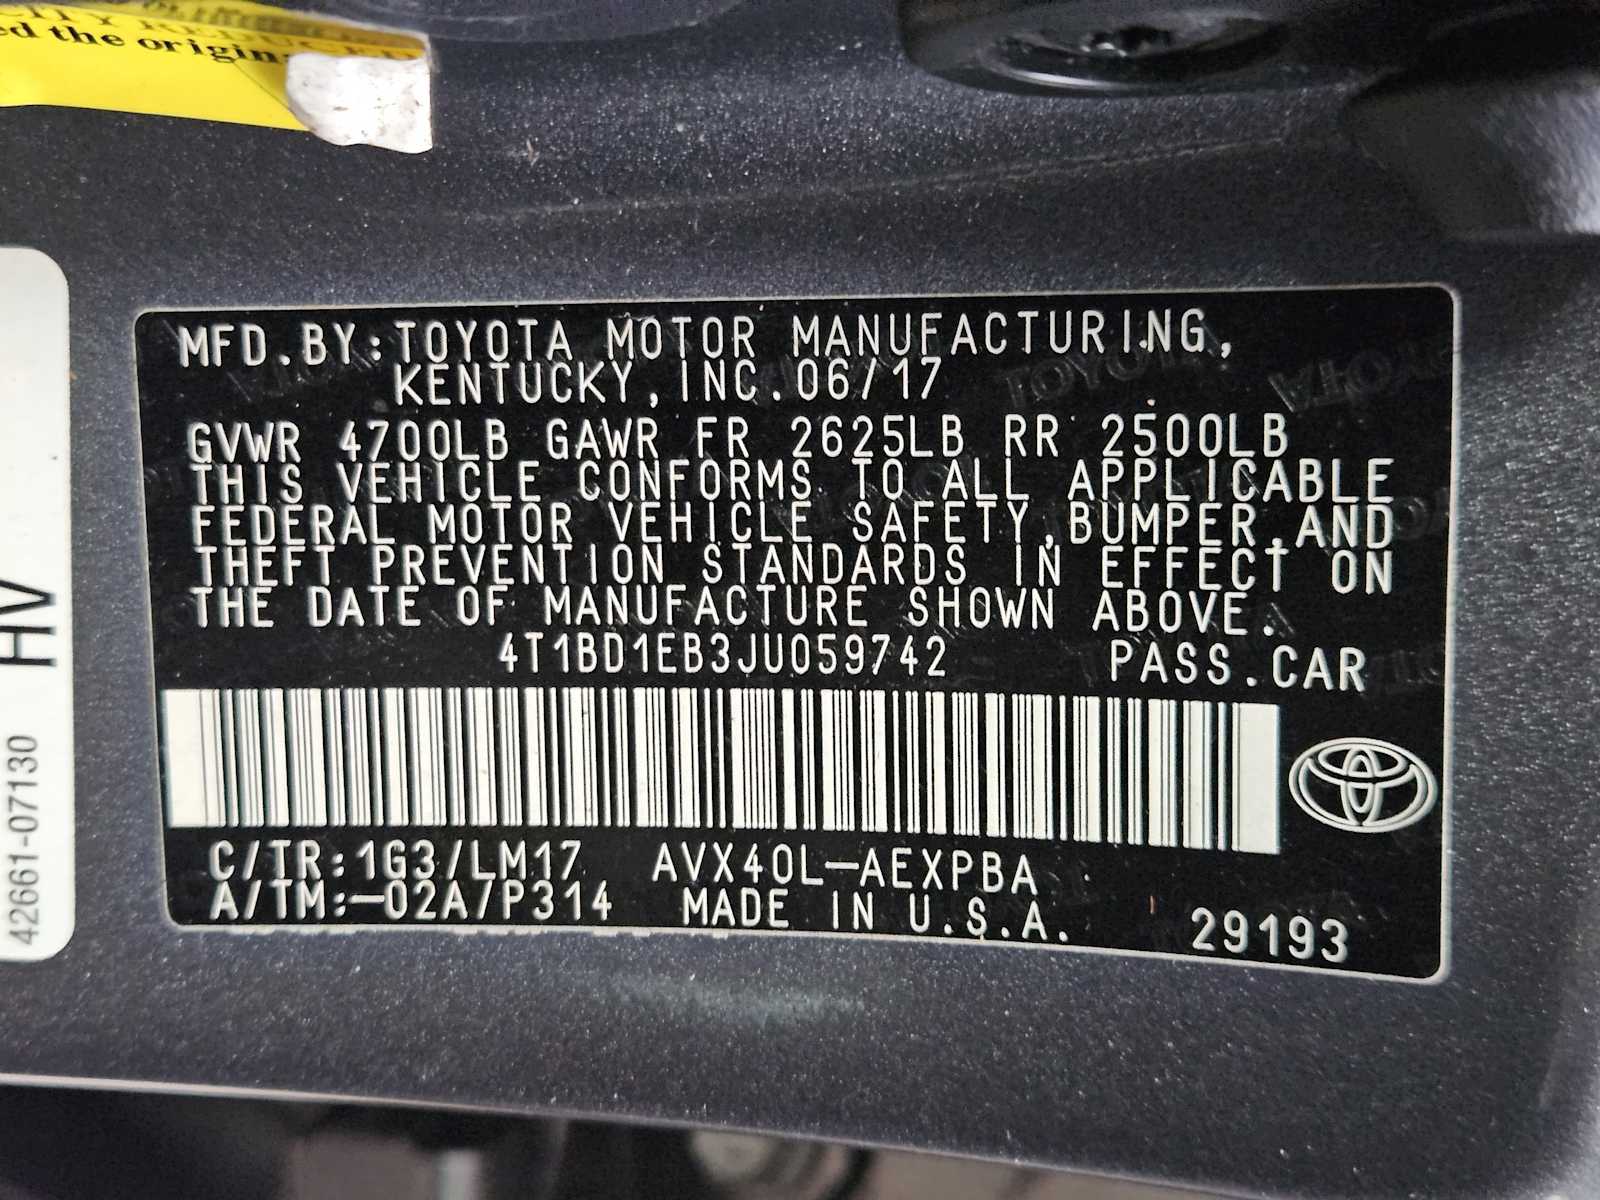 ed the origin
MFD.BY:TOYOTA MOTOR MANUFACTURING,
KENTUCKY,INC.06/17
GVWR 4700LB GAWR FR 2625LB RR 2500LB
THIS VEHICLE CONFORMS TO ALL APPLICABLE
FEDERAL MOTOR VEHICLE SAFETY,BUMPER,AND
THEFT PREVENTION STANDARDS IN EFFECT ON
THE DATE OF MANUFACTURE SHOWN ABOVE.
4T1BD1EB3JU059742 PASS.CAR
C/TR:1G3/LM17 AVX40L-AEXPBA
A/TM:-02A/P314 MADE IN U.S.A. 29193
HV
42661-07130